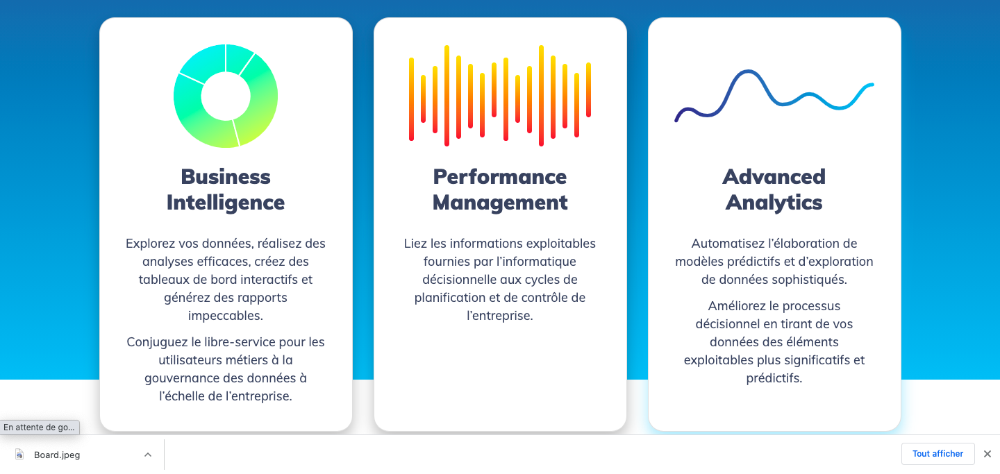 Business
Intelligence
Explorez vos données, réalisez des
analyses efficaces, créez des
tableaux de bord interactifs et
générez des rapports
impeccables.
Conjuguez le libre-service pour les
utilisateurs métiers à la
gouvernance des données à
l’échelle de l’entreprise.
Performance
Management
Liez les informations exploitables
fournies par l’informatique
décisionnelle aux cycles de
planification et de contrôle de
l’entreprise.
Advanced
Analytics
Automatisez l’élaboration de
modèles prédictifs et d’exploration
de données sophistiqués.
Améliorez le processus
décisionnel en tirant de vos
données des éléments
exploitables plus significatifs et
prédictifs.
En attente de go...
Board.jpeg
Tout afficher